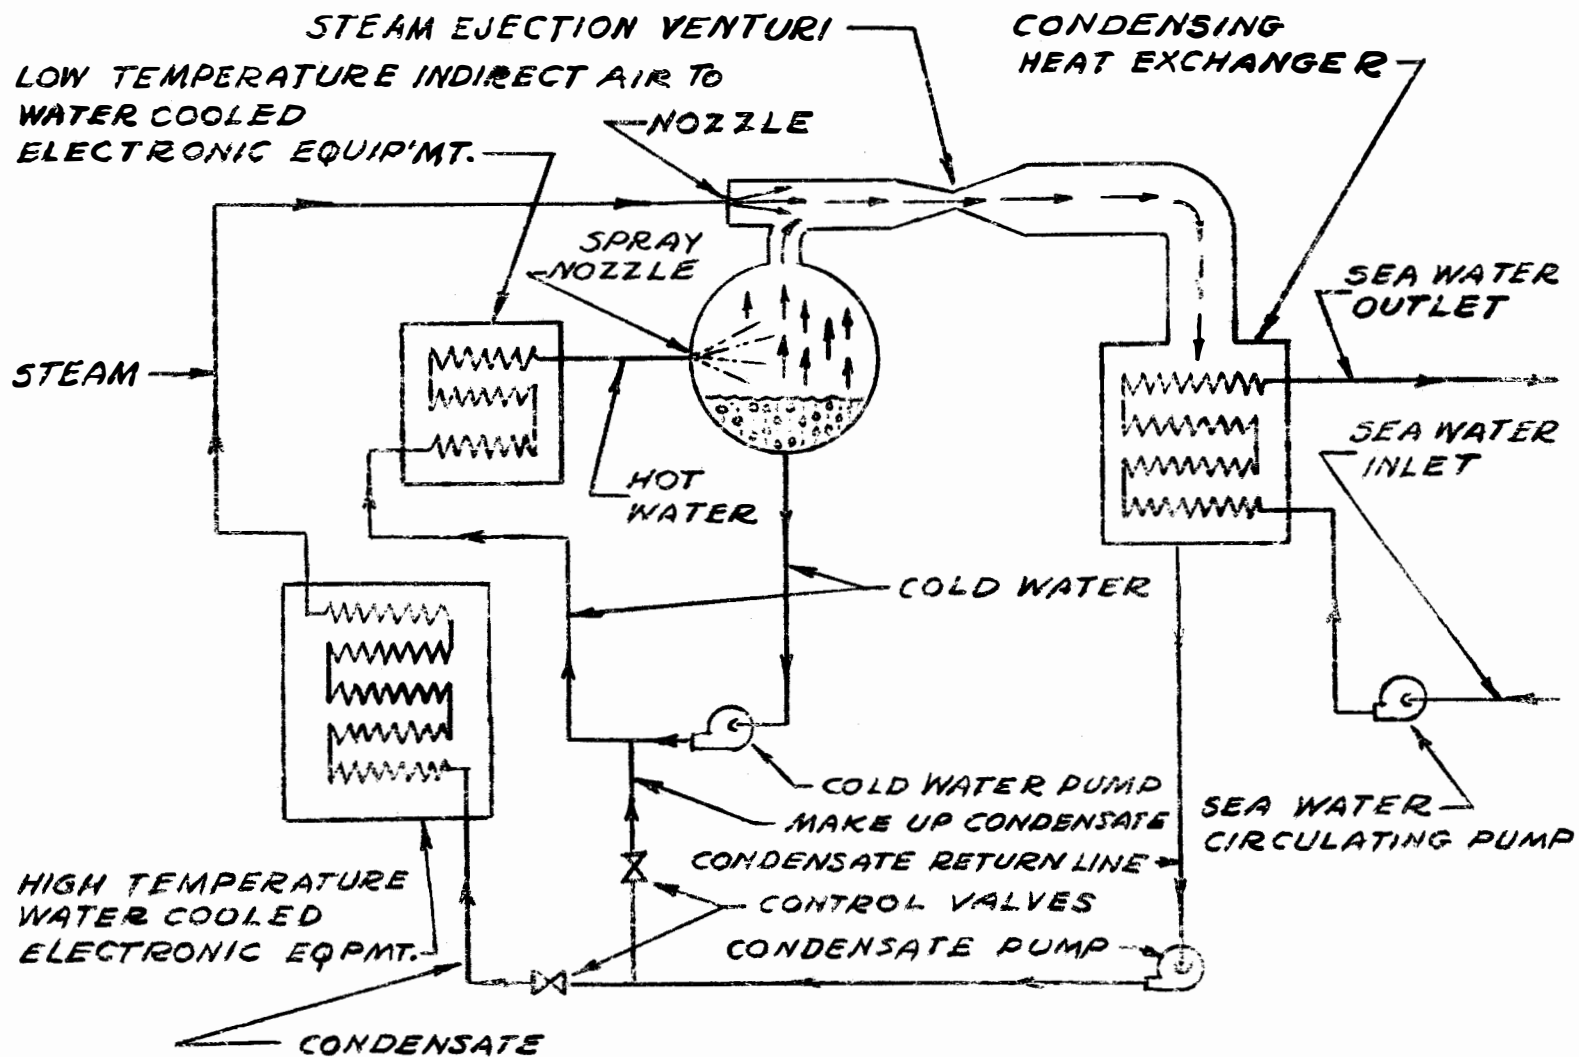 STEAM EJECTION VENTURI
CONDENSING
HEAT EXCHANGER
LOW TEMPERATURE INDIRECT AIR TO
WATER COOLED
ELECTRONIC EQUIP'MT.
NOZZLE
SPRAY
NOZZLE
SEA WATER
OUTLET
STEAM
SEA WATER
INLET
HOT
WATER
COLD WATER
COLD WATER PUMP
MAKE UP CONDENSATE
SEA WATER
CIRCULATING PUMP
CONDENSATE RETURN LINE
HIGH TEMPERATURE
WATER COOLED
ELECTRONIC EQPMT.
CONTROL VALVES
CONDENSATE PUMP
CONDENSATE